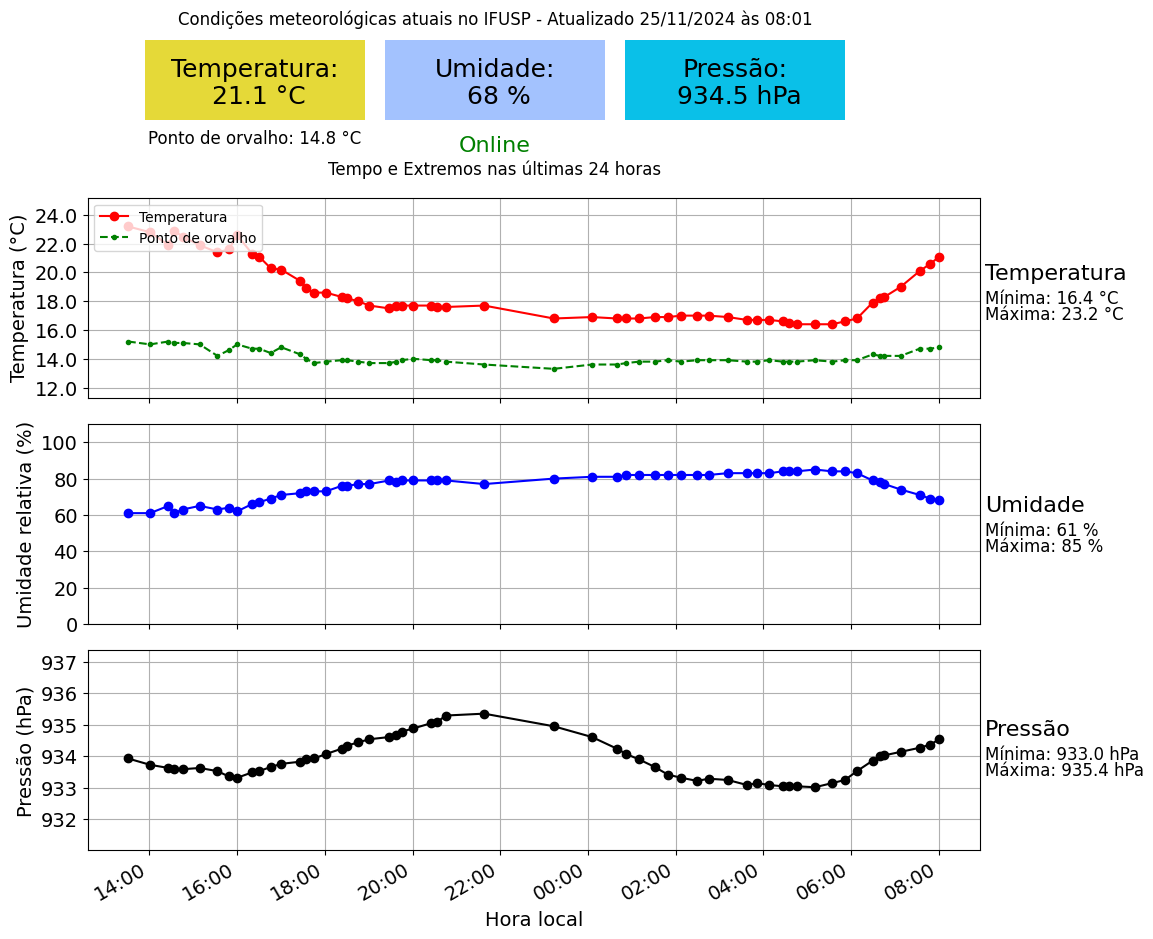 Condições meteorológicas atuais no IFUSP - Atualizado 25/11/2024 às 08:01
Temperatura:
21.1 °C
Umidade:
68 %
Pressão:
934.5 hPa
Ponto de orvalho: 14.8 °C
Online
Tempo e Extremos nas últimas 24 horas
Temperatura (°C)
24.0
22.0
20.0
18.0
16.0
14.0
12.0
Temperatura
Ponto de orvalho
Temperatura
Mínima: 16.4 °C
Máxima: 23.2 °C
Umidade relativa (%)
100
80
60
40
20
0
Umidade
Mínima: 61 %
Máxima: 85 %
Pressão (hPa)
937
936
935
934
933
932
Pressão
Mínima: 933.0 hPa
Máxima: 935.4 hPa
14:00
16:00
18:00
20:00
22:00
00:00
02:00
04:00
06:00
08:00
Hora local